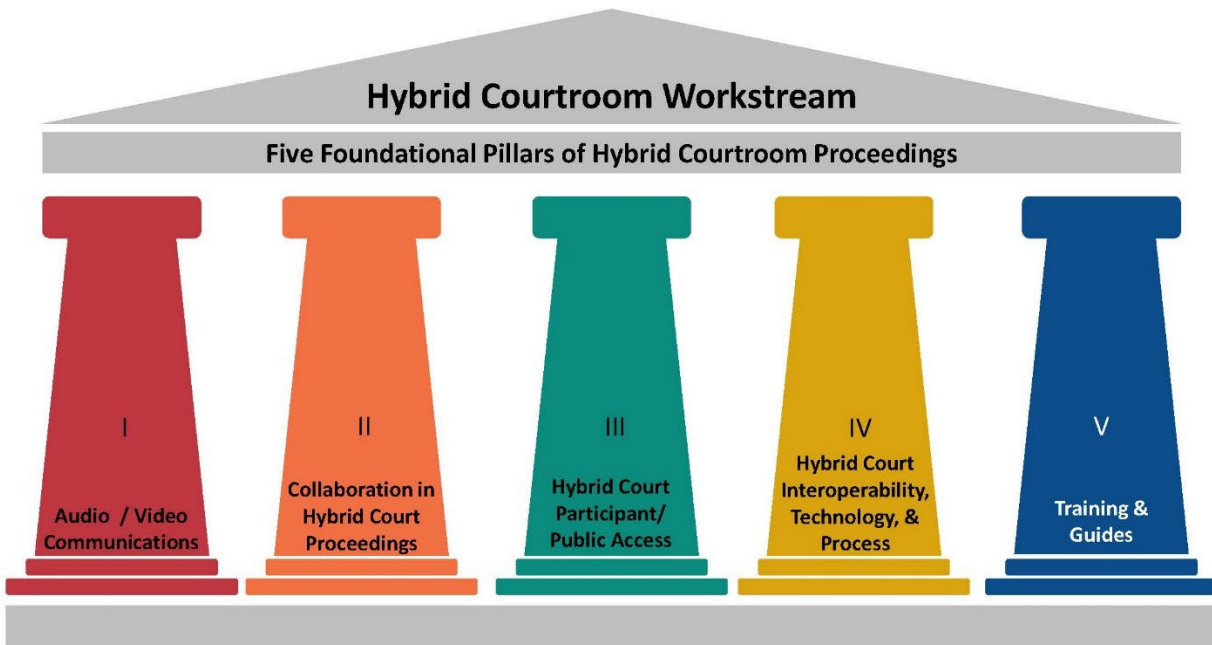 Hybrid Courtroom Workstream
Five Foundational Pillars of Hybrid Courtroom Proceedings
I
Audio / Video
Communications
II
Collaboration in
Hybrid Court
Proceedings
III
Hybrid Court
Participant/
Public Access
IV
Hybrid Court
Interoperability,
Technology, &
Process
V
Training &
Guides